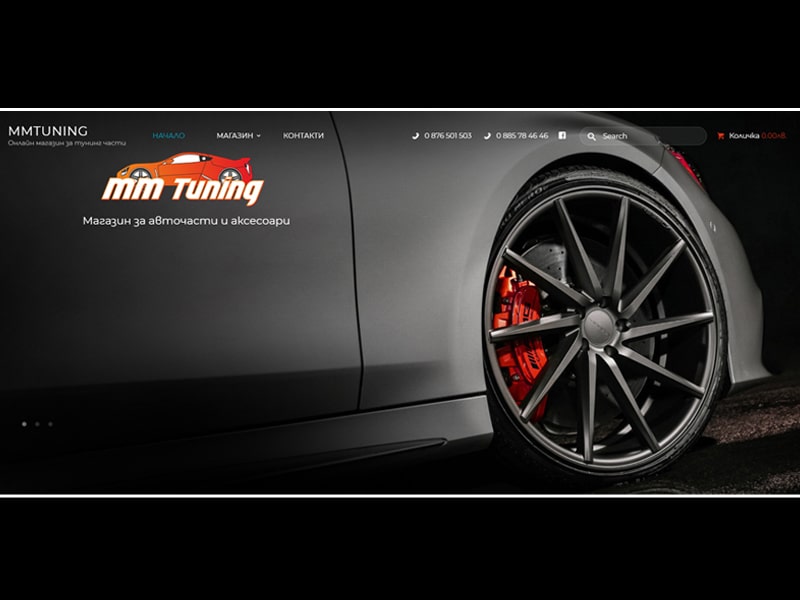 MMTUNING
Онлайн магазин за тунинг части
НАЧАЛО МАГАЗИН КОНТАКТИ 0 876 501 503 0 885 78 46 46 Search Количка 0.00лв.
MM Tuning
Магазин за авточасти и аксесоари